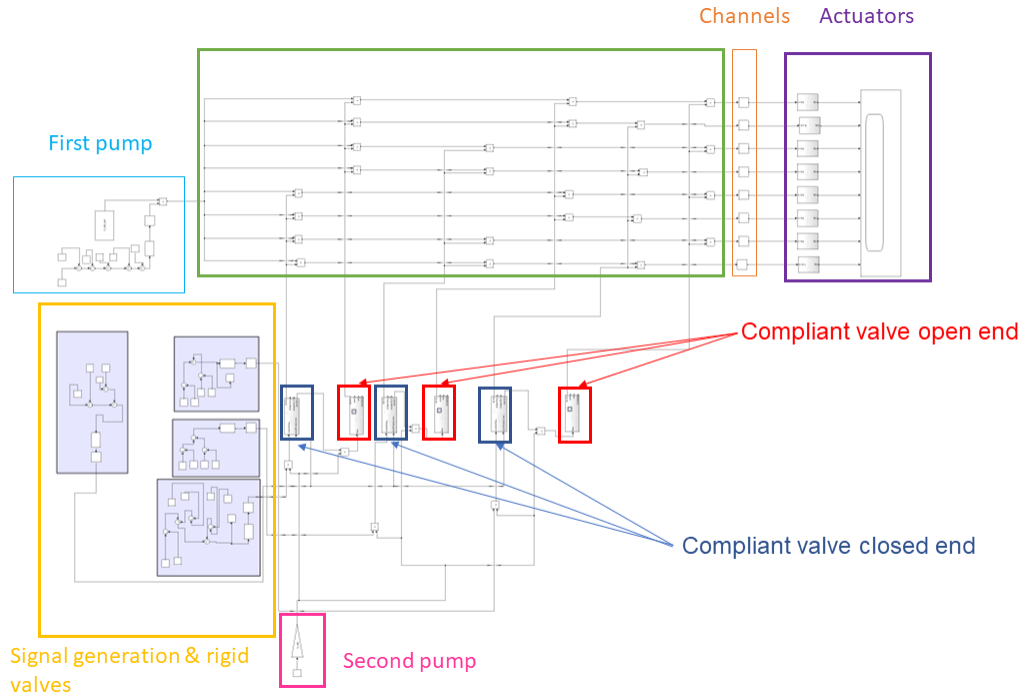 Channels Actuators
First pump
Compliant valve open end
Compliant valve closed end
Signal generation & rigid
valves
Second pump